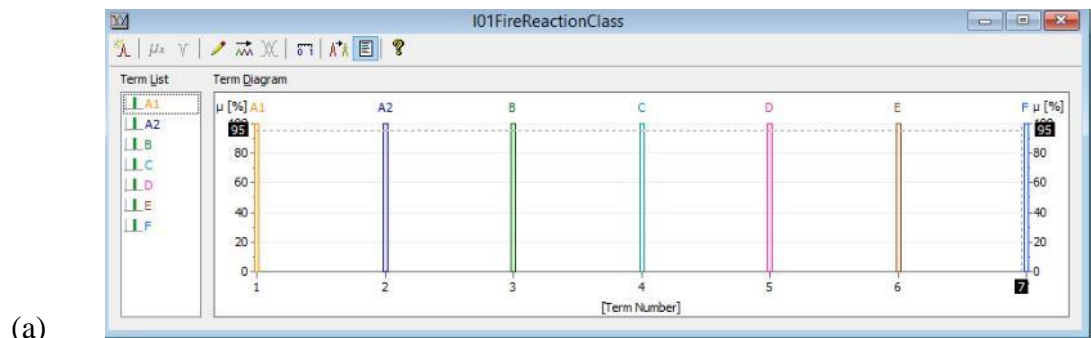 I01FireReactionClass
Term List
Term Diagram
A1
A2
B
C
D
E
F
µ [%] A1 A2 B C D E F µ [%]
95 95
80 80
60 60
40 40
20 20
0 0
1 2 3 4 5 6 7
[Term Number]
(a)